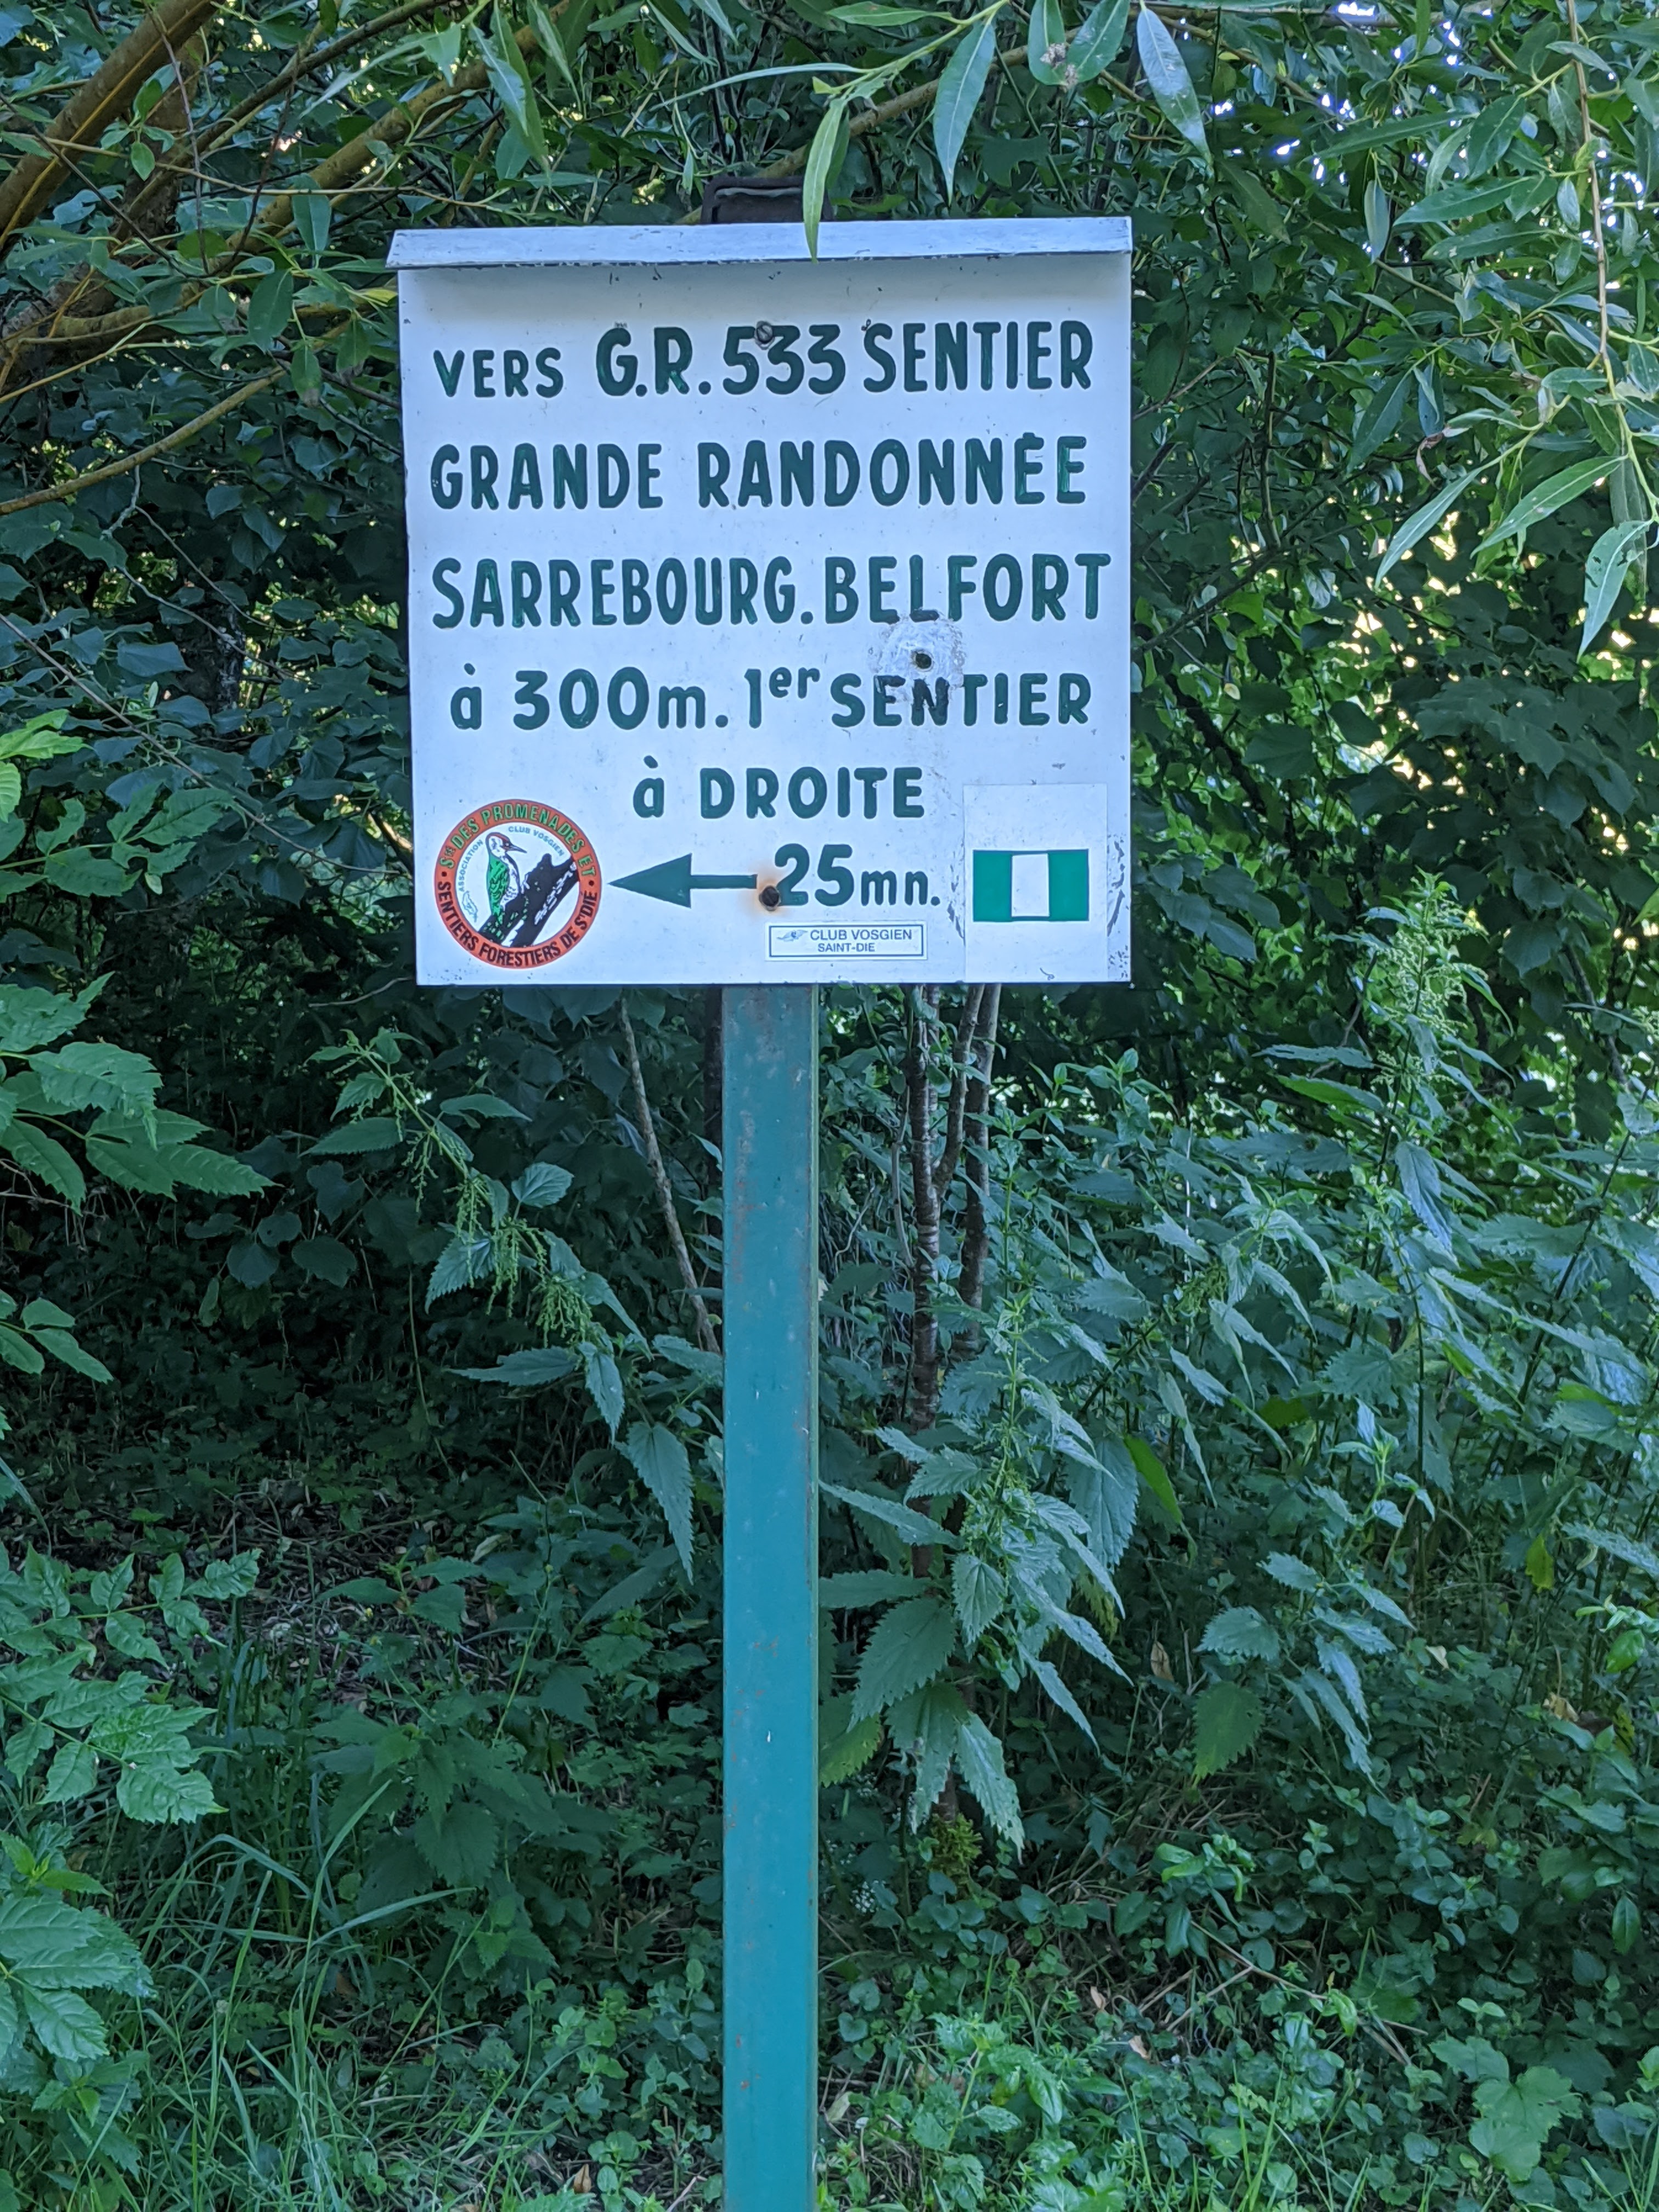 VERS G.R. 533 SENTIER
GRANDE RANDONNÉE
SARREBOURG. BELFORT
à 300m. 1er SENTIER
à DROITE
25mn.
Sté DES PROMENADES ET
SENTIERS FORESTIERS DE St DIE
ASSOCIATION CLUB VOSGIEN
CLUB VOSGIEN
SAINT-DIE